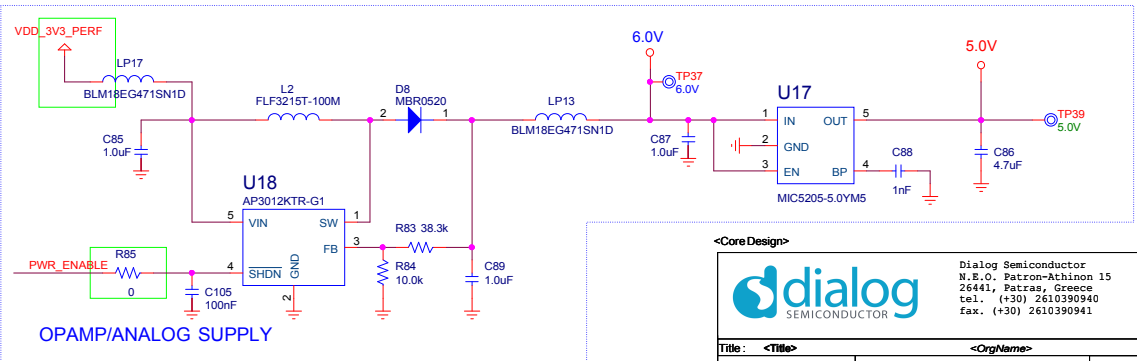 VDD_3V3_PERF
LP17
BLM18EG471SN1D
L2
FLF3215T-100M
D8
MBR0520
2
1
LP13
BLM18EG471SN1D
6.0V
TP37
6.0V
5.0V
TP39
5.0V
C85
1.0uF
C87
1.0uF
U17
1
IN
OUT
5
2
GND
3
EN
BP
4
MIC5205-5.0YM5
C88
1nF
C86
4.7uF
U18
AP3012KTR-G1
5
VIN
SW
1
FB
3
4
SHDN
GND
2
R83 38.3k
R84
10.0k
C89
1.0uF
PWR_ENABLE
R85
0
C105
100nF
OPAMP/ANALOG SUPPLY
<Core Design>
dialog
SEMICONDUCTOR
Dialog Semiconductor
N.E.O. Patron-Athinon 15
26441, Patras, Greece
tel. (+30) 2610390940
fax. (+30) 2610390941
Title : <Title>
<OrgName>